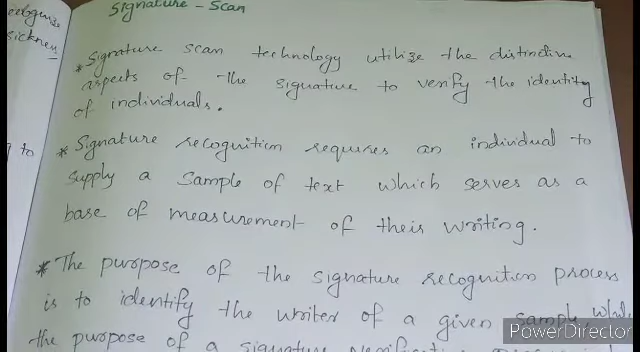 Signature - Scan
sickness
* Signature scan technology utilize the distinctive
aspects of the signature to verify the identity
of individuals.
to * Signature recognition requires an individual to
supply a sample of text which serves as a
base of measurement of their writing.
* The purpose of the signature recognition process
is to identify the writer of a given sample, while
the purpose of a signature verification
PowerDirector